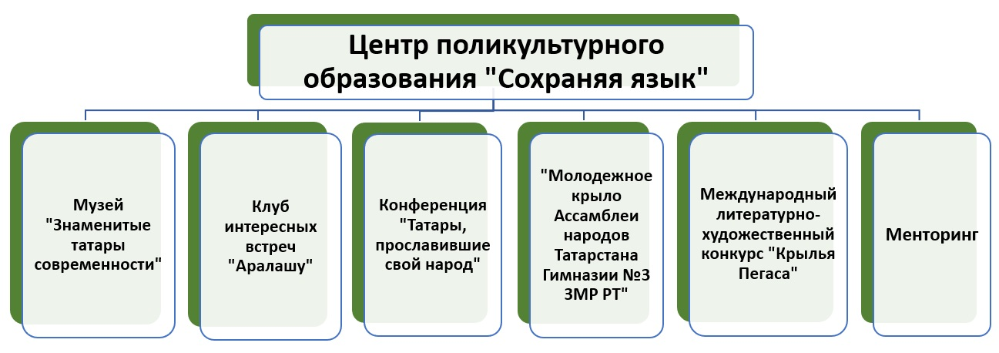 Центр поликультурного
образования "Сохраняя язык"
Музей
"Знаменитые
татары
современности"
Клуб
интересных
встреч
"Аралашу"
Конференция
"Татары,
прославившие
свой народ"
"Молодежное
крыло
Ассамблеи
народов
Татарстана
Гимназии №3
ЗМР РТ"
Международный
литературно-
художественный
конкурс "Крылья
Пегаса"
Менторинг